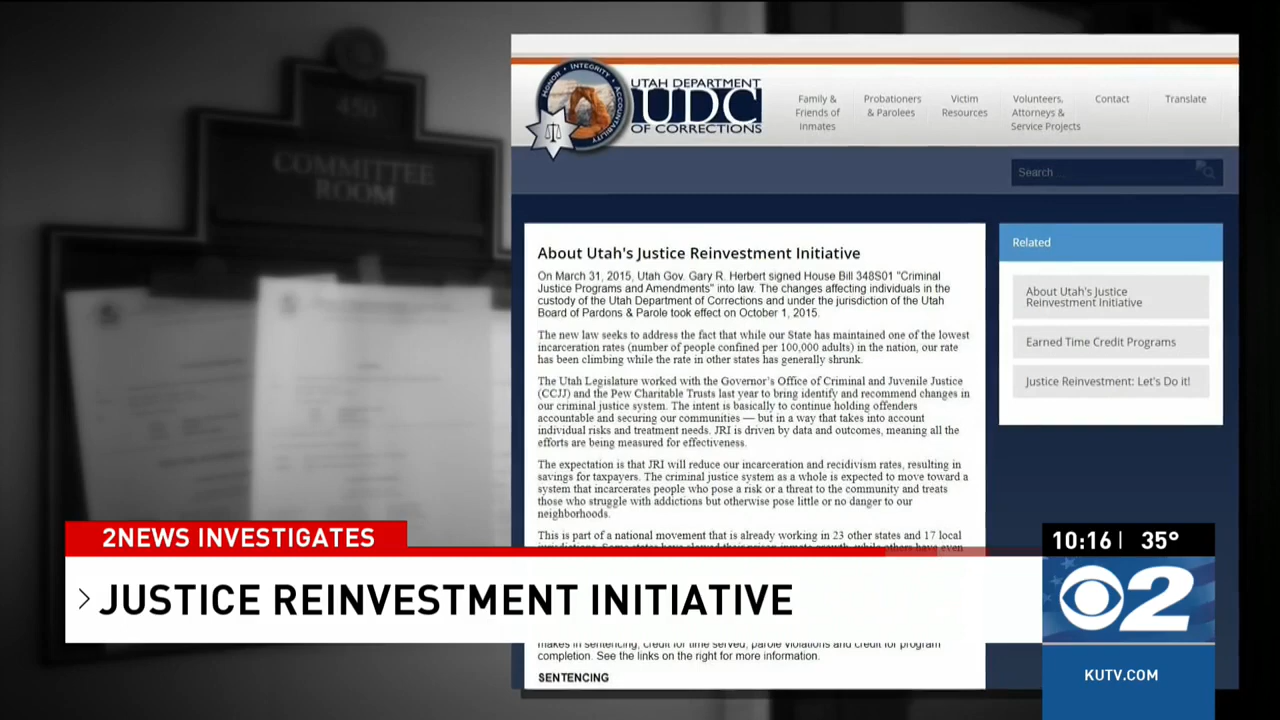 450
COMMITTEE
ROOM
HONOR • INTEGRITY • ACCOUNTABILITY
UTAH DEPARTMENT
UDC
OF CORRECTIONS
Family &
Friends of
Inmates
Probationers
& Parolees
Victim
Resources
Volunteers,
Attorneys &
Service Projects
Contact
Translate
Search
About Utah's Justice Reinvestment Initiative
On March 31, 2015, Utah Gov. Gary R. Herbert signed House Bill 348S01 "Criminal
Justice Programs and Amendments" into law. The changes affecting individuals in the
custody of the Utah Department of Corrections and under the jurisdiction of the Utah
Board of Pardons & Parole took effect on October 1, 2015.
The new law seeks to address the fact that while our State has maintained one of the lowest
incarceration rates (number of people confined per 100,000 adults) in the nation, our rate
has been climbing while the rate in other states has generally shrunk.
The Utah Legislature worked with the Governor's Office of Criminal and Juvenile Justice
(CCJJ) and the Pew Charitable Trusts last year to bring identify and recommend changes in
our criminal justice system. The intent is basically to continue holding offenders
accountable and securing our communities — but in a way that takes into account
individual risks and treatment needs. JRI is driven by data and outcomes, meaning all the
efforts are being measured for effectiveness.
The expectation is that JRI will reduce our incarceration and recidivism rates, resulting in
savings for taxpayers. The criminal justice system as a whole is expected to move toward a
system that incarcerates people who pose a risk or a threat to the community and treats
those who struggle with addictions but otherwise pose little or no danger to our
neighborhoods.
This is part of a national movement that is already working in 23 other states and 17 local
jurisdictions. Some states have slowed their prison inmate growth, while others have even
makes in sentencing, credit for time served, parole violations and credit for program
completion. See the links on the right for more information.
SENTENCING
Related
About Utah's Justice
Reinvestment Initiative
Earned Time Credit Programs
Justice Reinvestment: Let's Do it!
2NEWS INVESTIGATES
JUSTICE REINVESTMENT INITIATIVE
10:16 35°
2
KUTV.COM